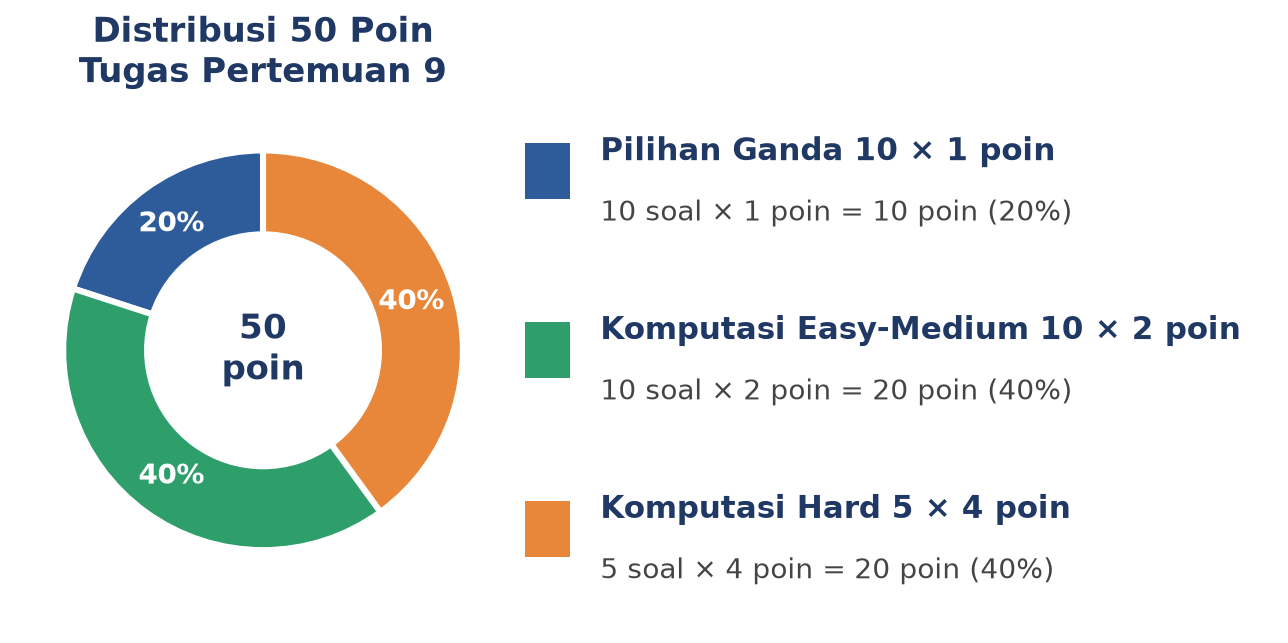 Distribusi 50 Poin
Tugas Pertemuan 9
20%
40%
50
poin
40%
Pilihan Ganda 10 × 1 poin
10 soal × 1 poin = 10 poin (20%)
Komputasi Easy-Medium 10 × 2 poin
10 soal × 2 poin = 20 poin (40%)
Komputasi Hard 5 × 4 poin
5 soal × 4 poin = 20 poin (40%)